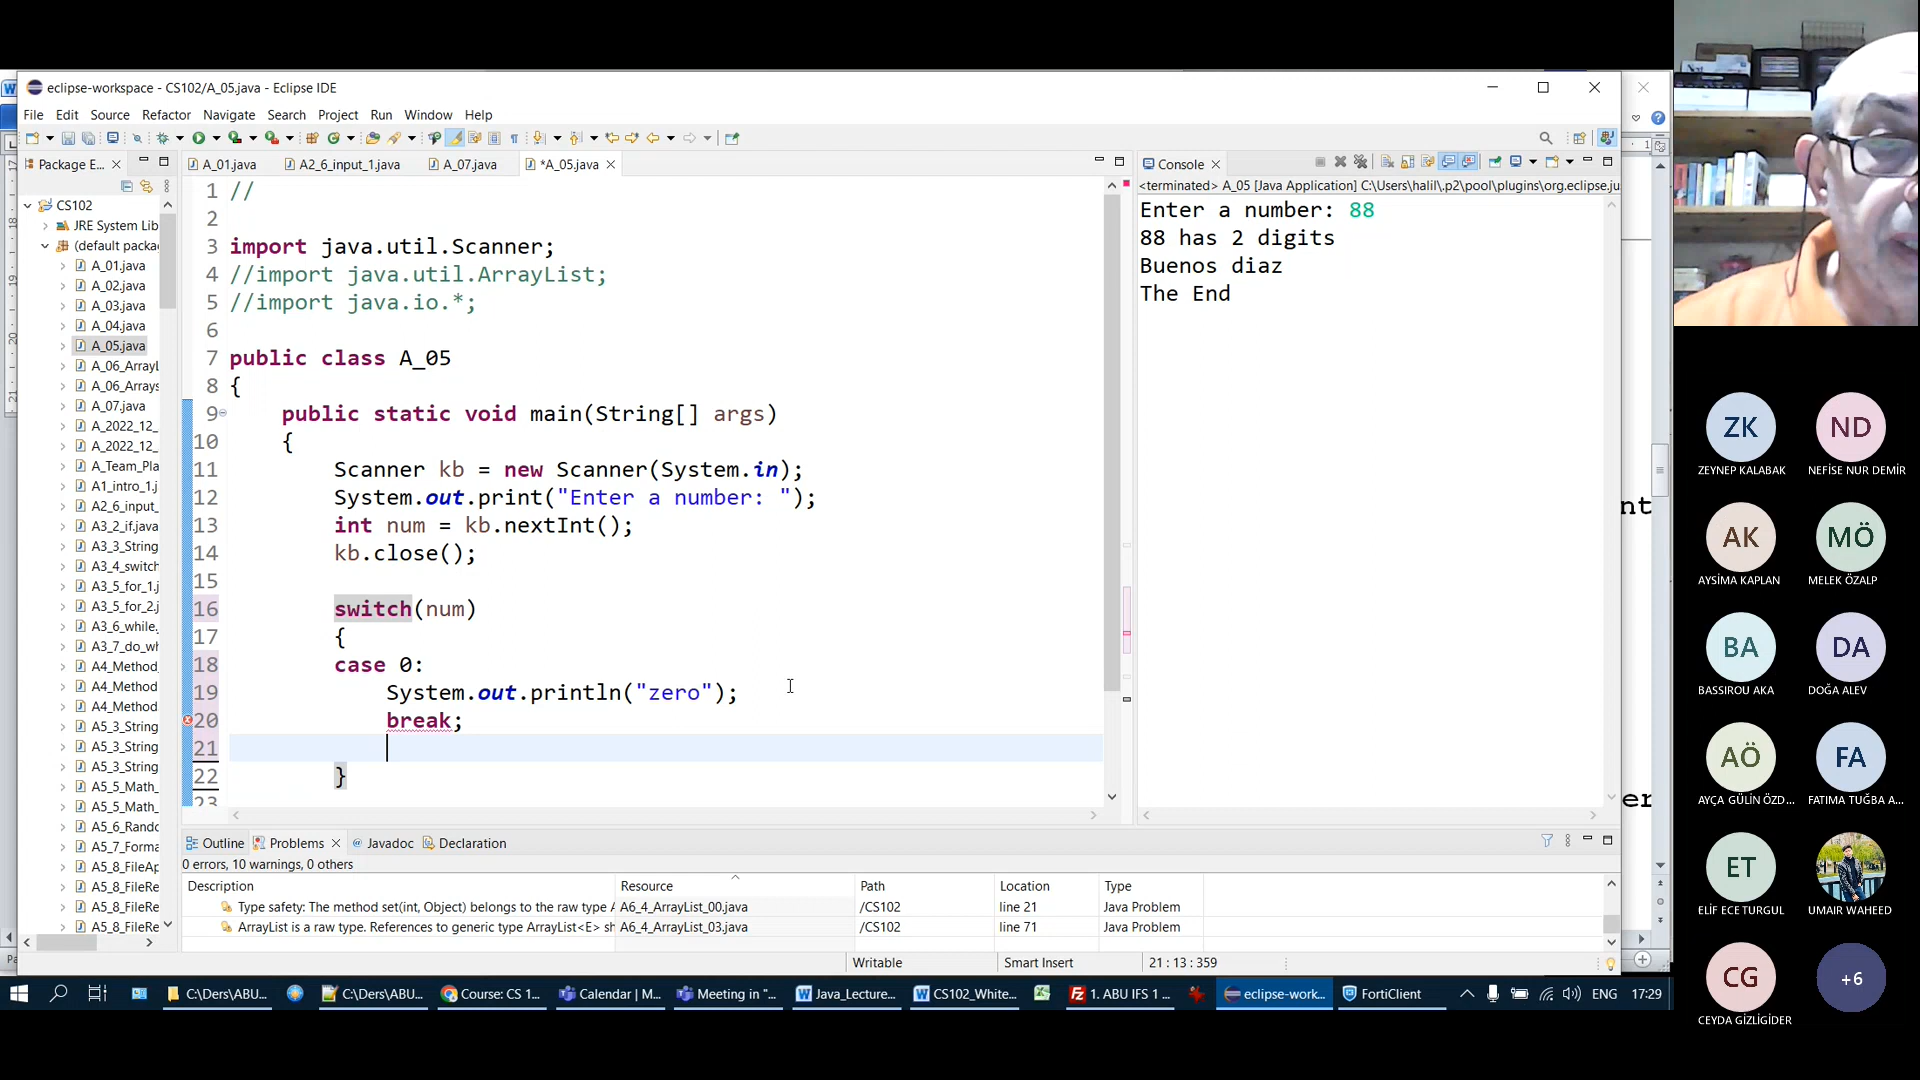 eclipse-workspace - CS102/A_05.java - Eclipse IDE
File Edit Source Refactor Navigate Search Project Run Window Help
Package E...
A_01.java
A2_6_input_1.java
A_07.java
*A_05.java
Console
CS102
JRE System Lib
(default packa
A_01.java
A_02.java
A_03.java
A_04.java
A_05.java
A_06_ArrayL
A_06_Arrays
A_07.java
A_2022_12_
A_2022_12_
A_Team_Pla
A1_intro_1.j
A2_6_input_
A3_2_if.java
A3_3_String
A3_4_switch
A3_5_for_1.j
A3_5_for_2.j
A3_6_while.
A3_7_do_wh
A4_Method_
A4_Method
A4_Method
A5_3_String
A5_3_String
A5_3_String
A5_5_Math_
A5_5_Math_
A5_6_Rando
A5_7_Forma
A5_8_FileAp
A5_8_FileRe
A5_8_FileRe
A5_8_FileRe
1 //
2
3 import java.util.Scanner;
4 //import java.util.ArrayList;
5 //import java.io.*;
6
7 public class A_05
8 {
9 public static void main(String[] args)
10 {
11 Scanner kb = new Scanner(System.in);
12 System.out.print("Enter a number: ");
13 int num = kb.nextInt();
14 kb.close();
15
16 switch(num)
17 {
18 case 0:
19 System.out.println("zero");
20 break;
21
22 }
23
<terminated> A_05 [Java Application] C:\Users\halil\.p2\pool\plugins\org.eclipse.ju
Enter a number: 88
88 has 2 digits
Buenos diaz
The End
Outline Problems Javadoc Declaration
0 errors, 10 warnings, 0 others
Description Resource Path Location Type
Type safety: The method set(int, Object) belongs to the raw type A A6_4_ArrayList_00.java /CS102 line 21 Java Problem
ArrayList is a raw type. References to generic type ArrayList<E> sh A6_4_ArrayList_03.java /CS102 line 71 Java Problem
Writable Smart Insert 21 : 13 : 359
C:\Ders\ABU... C:\Ders\ABU... Course: CS 1... Calendar | M... Meeting in "... Java_Lecture... CS102_White... 1. ABU IFS 1 ... eclipse-work... FortiClient ENG 17:29
nt
er
ZK
ZEYNEP KALABAK
ND
NEFİSE NUR DEMİR
AK
AYSİMA KAPLAN
MÖ
MELEK ÖZALP
BA
BASSIROU AKA
DA
DOĞA ALEV
AÖ
AYÇA GÜLİN ÖZD...
FA
FATIMA TUĞBA A...
ET
ELİF ECE TURGUL
UMAIR WAHEED
CG
CEYDA GİZLİGİDER
+6